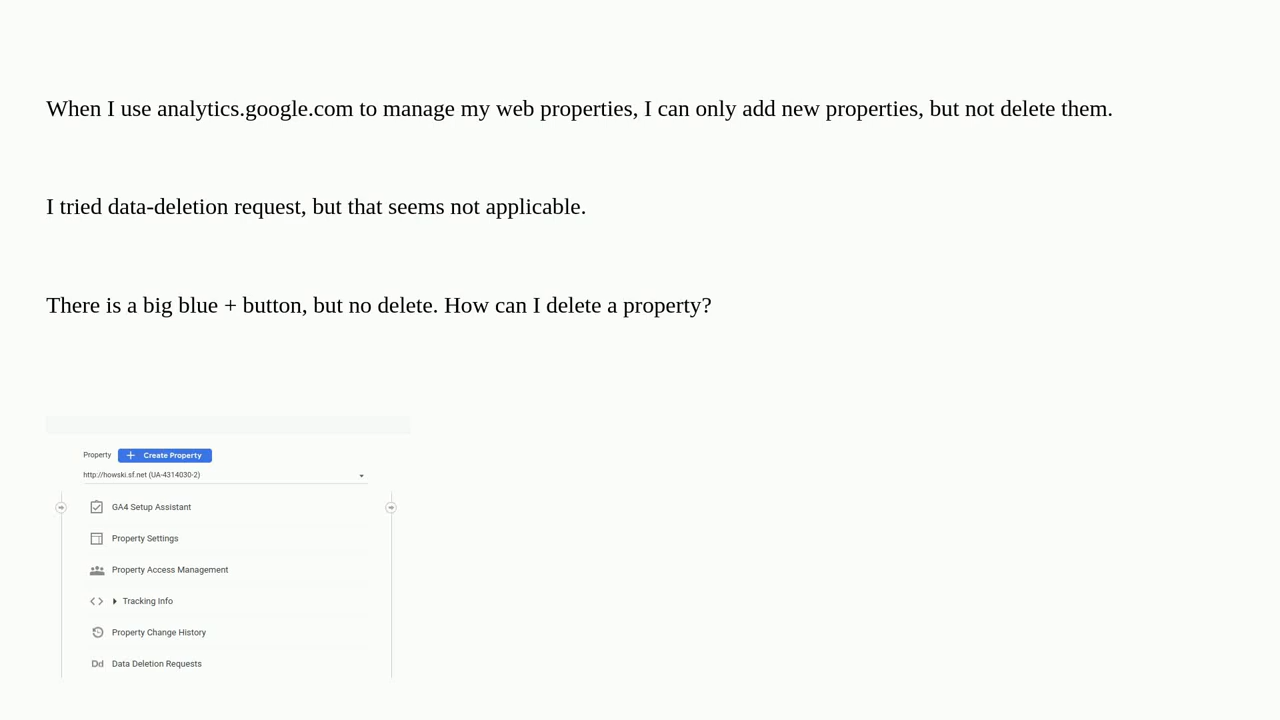 When I use analytics.google.com to manage my web properties, I can only add new properties, but not delete them.
I tried data-deletion request, but that seems not applicable.
There is a big blue + button, but no delete. How can I delete a property?
Property + Create Property
http://howski.sf.net (UA-4314030-2)
GA4 Setup Assistant
Property Settings
Property Access Management
Tracking Info
Property Change History
Dd Data Deletion Requests